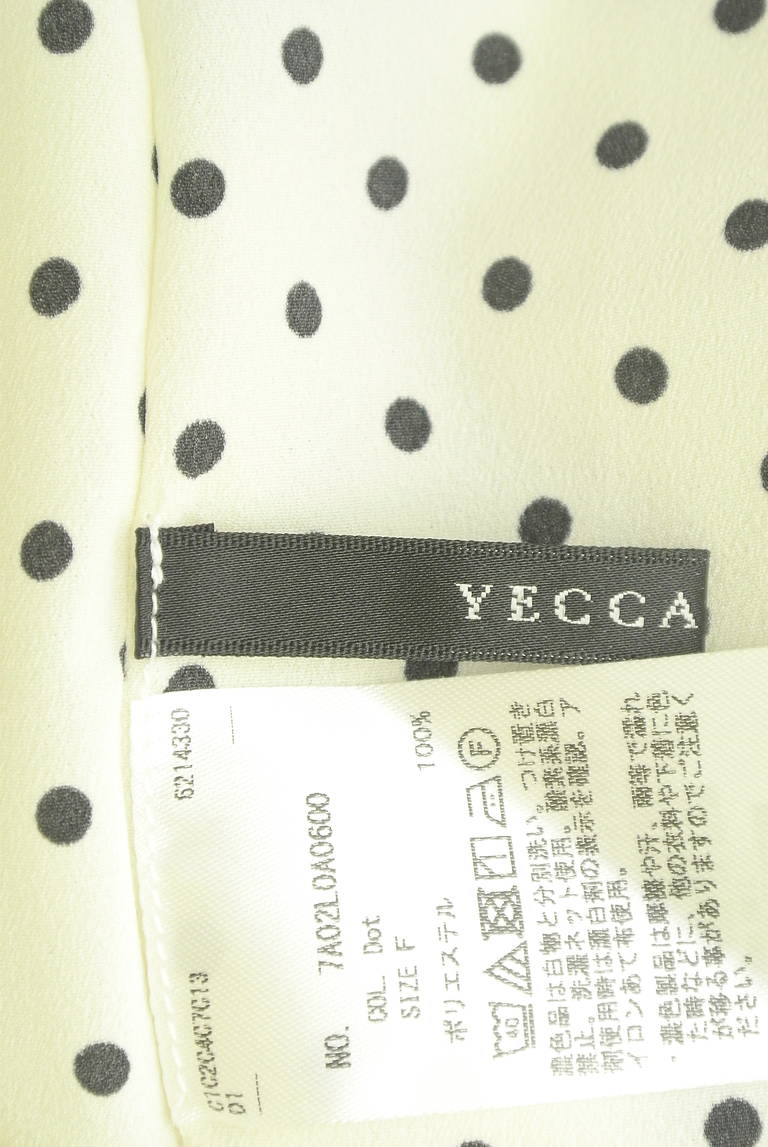 YECCA
6214330
NO. 7A02L0A0600
COL. Dot
SIZE F
ポリエステル 100%
40
F
濃色品は白物と分別洗い。つけ置き
禁止。洗濯ネット使用。酸素系漂白
剤使用時は漂白剤の表示を確認。ア
イロンあて布使用。
・濃色製品は摩擦や汗、雨等で濡れ
た時などに、他の衣料や下着に色
が移る事がありますのでご注意く
ださい。
01